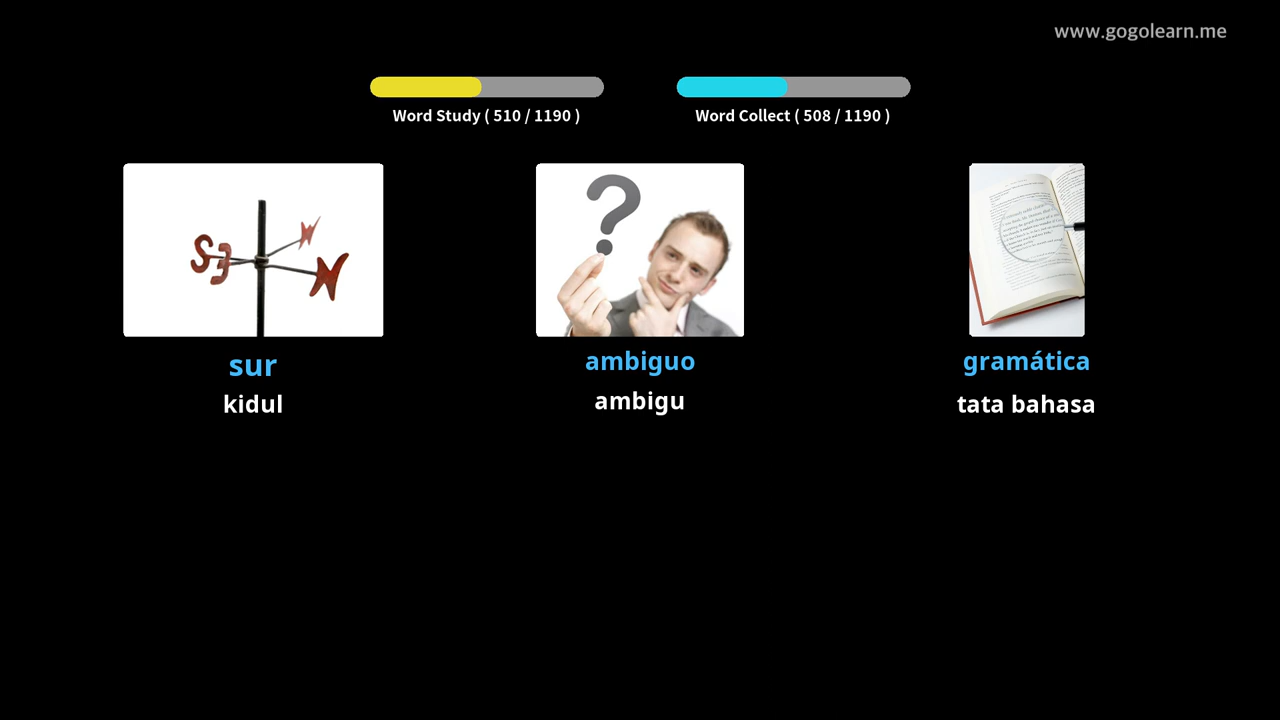 www.gogolearn.me
Word Study ( 510 / 1190 )
Word Collect ( 508 / 1190 )
sur
kidul
ambiguo
ambigu
gramática
tata bahasa